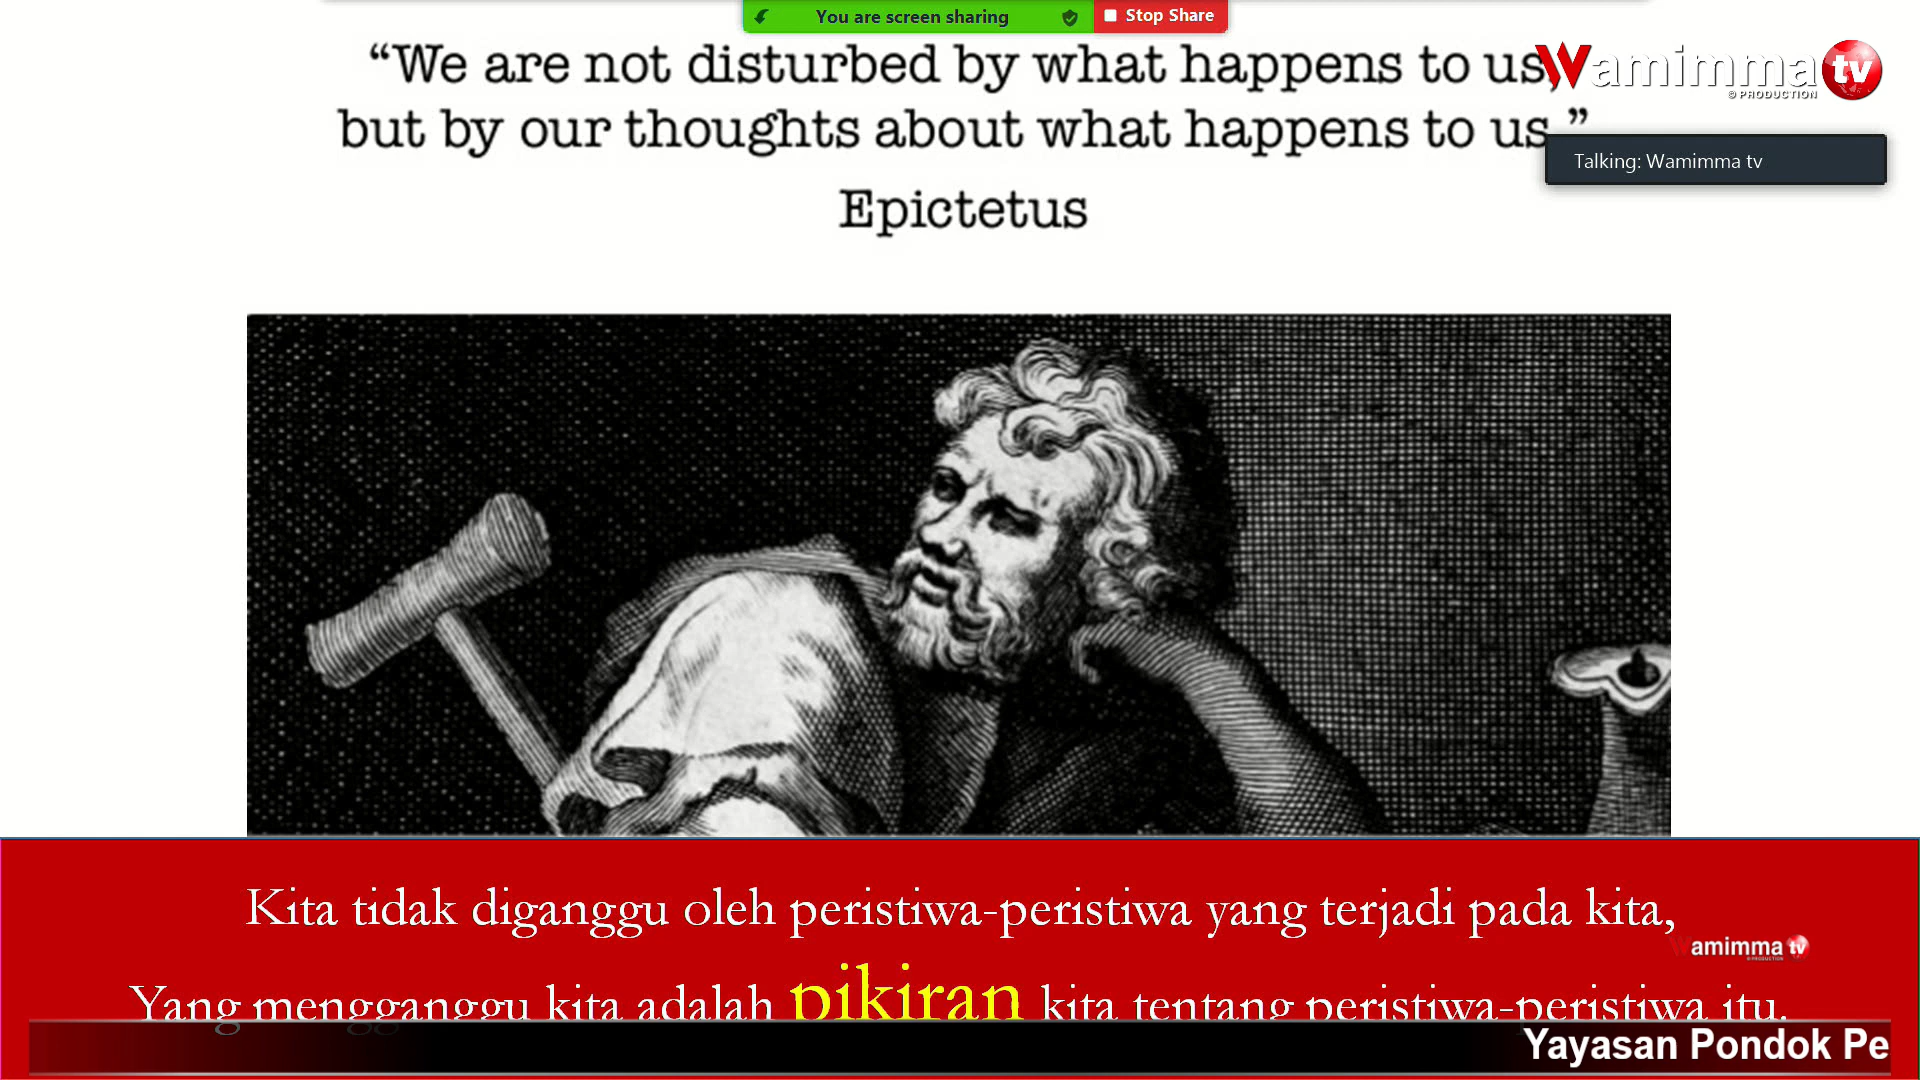 You are screen sharing
Stop Share
“We are not disturbed by what happens to us,
but by our thoughts about what happens to us.”
Epictetus
Wamimma tv
© PRODUCTION
Talking: Wamimma tv
Kita tidak diganggu oleh peristiwa-peristiwa yang terjadi pada kita,
Wamimma tv
Yang mengganggu kita adalah pikiran kita tentang peristiwa-peristiwa itu.
Yayasan Pondok Pe